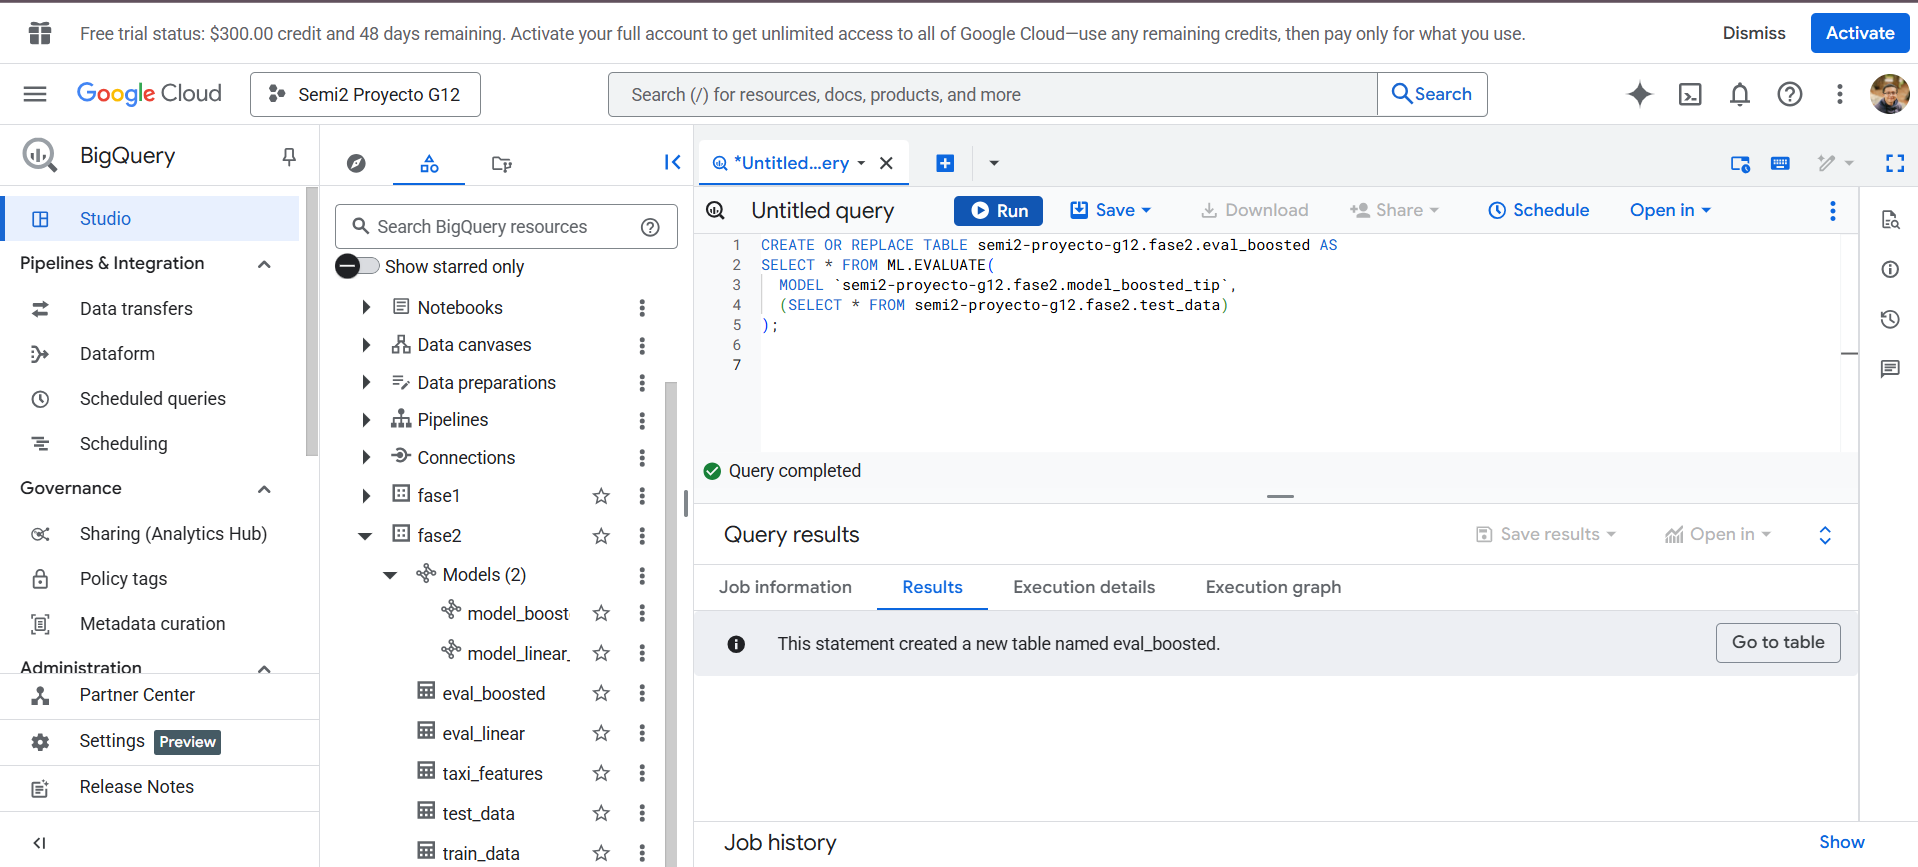 Free trial status: $300.00 credit and 48 days remaining. Activate your full account to get unlimited access to all of Google Cloud—use any remaining credits, then pay only for what you use.
Dismiss
Activate
Google Cloud
Semi2 Proyecto G12
Search (/) for resources, docs, products, and more
Search
BigQuery
Studio
Pipelines & Integration
Data transfers
Dataform
Scheduled queries
Scheduling
Governance
Sharing (Analytics Hub)
Policy tags
Metadata curation
Administration
Partner Center
Settings Preview
Release Notes
Search BigQuery resources
Show starred only
Notebooks
Data canvases
Data preparations
Pipelines
Connections
fase1
fase2
Models (2)
model_boost
model_linear_
eval_boosted
eval_linear
taxi_features
test_data
train_data
*Untitled...ery
Untitled query
Run
Save
Download
Share
Schedule
Open in
1 CREATE OR REPLACE TABLE semi2-proyecto-g12.fase2.eval_boosted AS
2 SELECT * FROM ML.EVALUATE(
3 MODEL `semi2-proyecto-g12.fase2.model_boosted_tip`,
4 (SELECT * FROM semi2-proyecto-g12.fase2.test_data)
5 );
6
7
Query completed
Query results
Save results
Open in
Job information
Results
Execution details
Execution graph
This statement created a new table named eval_boosted.
Go to table
Job history
Show